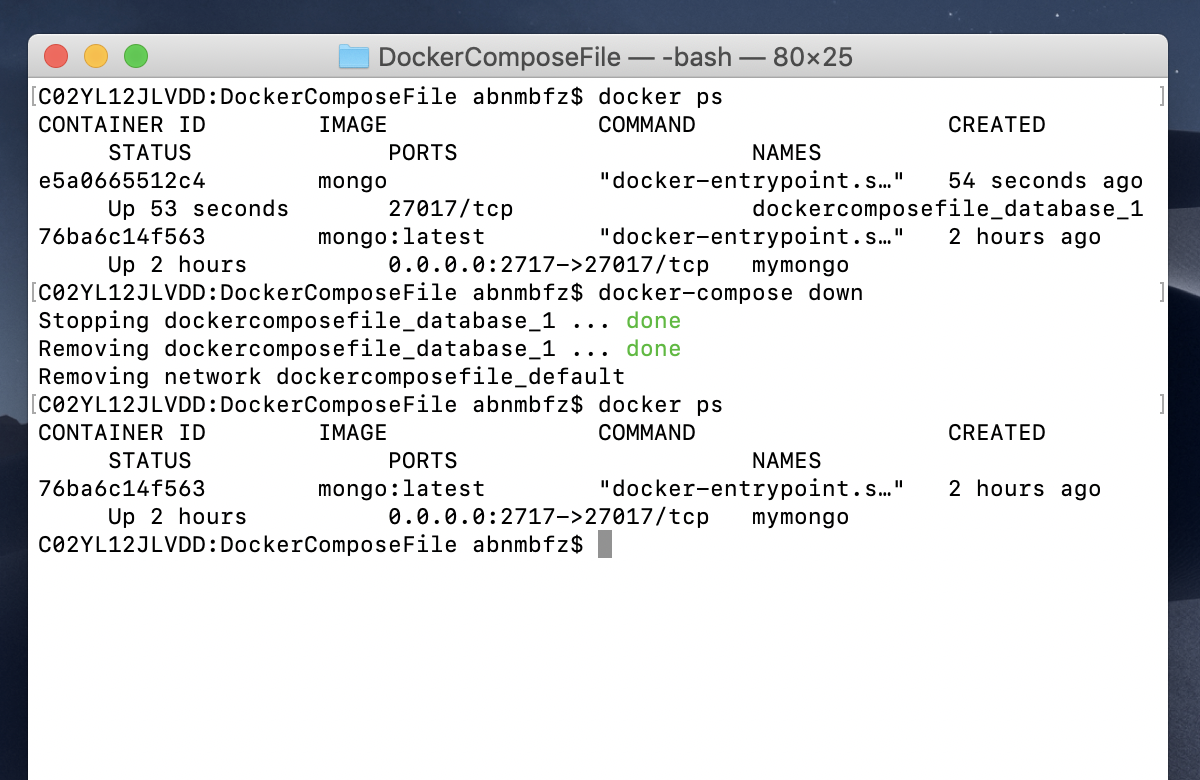 DockerComposeFile — -bash — 80×25
[C02YL12JLVDD:DockerComposeFile abnmbfz$ docker ps ]
CONTAINER ID        IMAGE               COMMAND                  CREATED
     STATUS              PORTS                     NAMES
e5a0665512c4        mongo               "docker-entrypoint.s…"   54 seconds ago
     Up 53 seconds       27017/tcp                 dockercomposefile_database_1
76ba6c14f563        mongo:latest        "docker-entrypoint.s…"   2 hours ago
     Up 2 hours          0.0.0.0:2717->27017/tcp   mymongo
[C02YL12JLVDD:DockerComposeFile abnmbfz$ docker-compose down ]
Stopping dockercomposefile_database_1 ... done
Removing dockercomposefile_database_1 ... done
Removing network dockercomposefile_default
[C02YL12JLVDD:DockerComposeFile abnmbfz$ docker ps ]
CONTAINER ID        IMAGE               COMMAND                  CREATED
     STATUS              PORTS                     NAMES
76ba6c14f563        mongo:latest        "docker-entrypoint.s…"   2 hours ago
     Up 2 hours          0.0.0.0:2717->27017/tcp   mymongo
C02YL12JLVDD:DockerComposeFile abnmbfz$